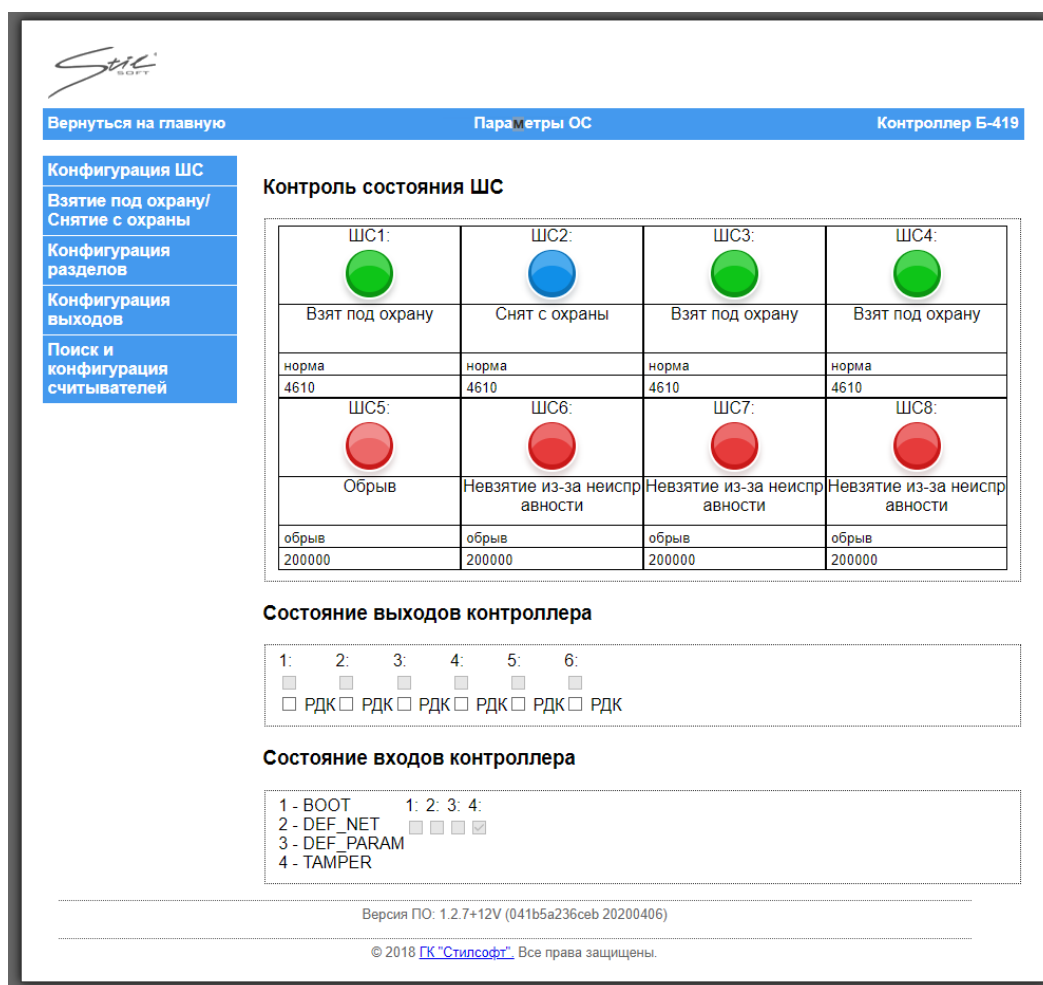 Stil
SOFT
Вернуться на главную Параметры ОС Контроллер Б-419
Конфигурация ШС
Взятие под охрану/
Снятие с охраны
Конфигурация
разделов
Конфигурация
выходов
Поиск и
конфигурация
считывателей
Контроль состояния ШС
ШС1: ШС2: ШС3: ШС4:
Взят под охрану Снят с охраны Взят под охрану Взят под охрану
норма норма норма норма
4610 4610 4610 4610
ШС5: ШС6: ШС7: ШС8:
Обрыв Невзятие из-за неиспр Невзятие из-за неиспр Невзятие из-за неиспр
авности авности авности
обрыв обрыв обрыв обрыв
200000 200000 200000 200000
Состояние выходов контроллера
1: 2: 3: 4: 5: 6:
РДК РДК РДК РДК РДК РДК
Состояние входов контроллера
1 - BOOT 1: 2: 3: 4:
2 - DEF_NET
3 - DEF_PARAM
4 - TAMPER
Версия ПО: 1.2.7+12V (041b5a236ceb 20200406)
© 2018 ГК "Стилсофт". Все права защищены.